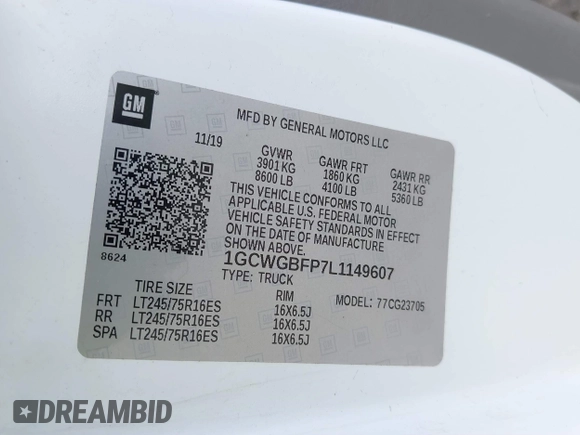 GM
MFD BY GENERAL MOTORS LLC
11/19
GVWR GAWR FRT GAWR RR
3901 KG 1860 KG 2431 KG
8600 LB 4100 LB 5360 LB
THIS VEHICLE CONFORMS TO ALL
APPLICABLE U.S. FEDERAL MOTOR
VEHICLE SAFETY STANDARDS IN EFFECT
ON THE DATE OF MANUFACTURE
SHOWN ABOVE.
8624
1GCWGBFP7L1149607
TYPE: TRUCK
MODEL: 77CG23705
TIRE SIZE RIM
FRT LT245/75R16ES 16X6.5J
RR LT245/75R16ES 16X6.5J
SPA LT245/75R16ES 16X6.5J
DREAMBID